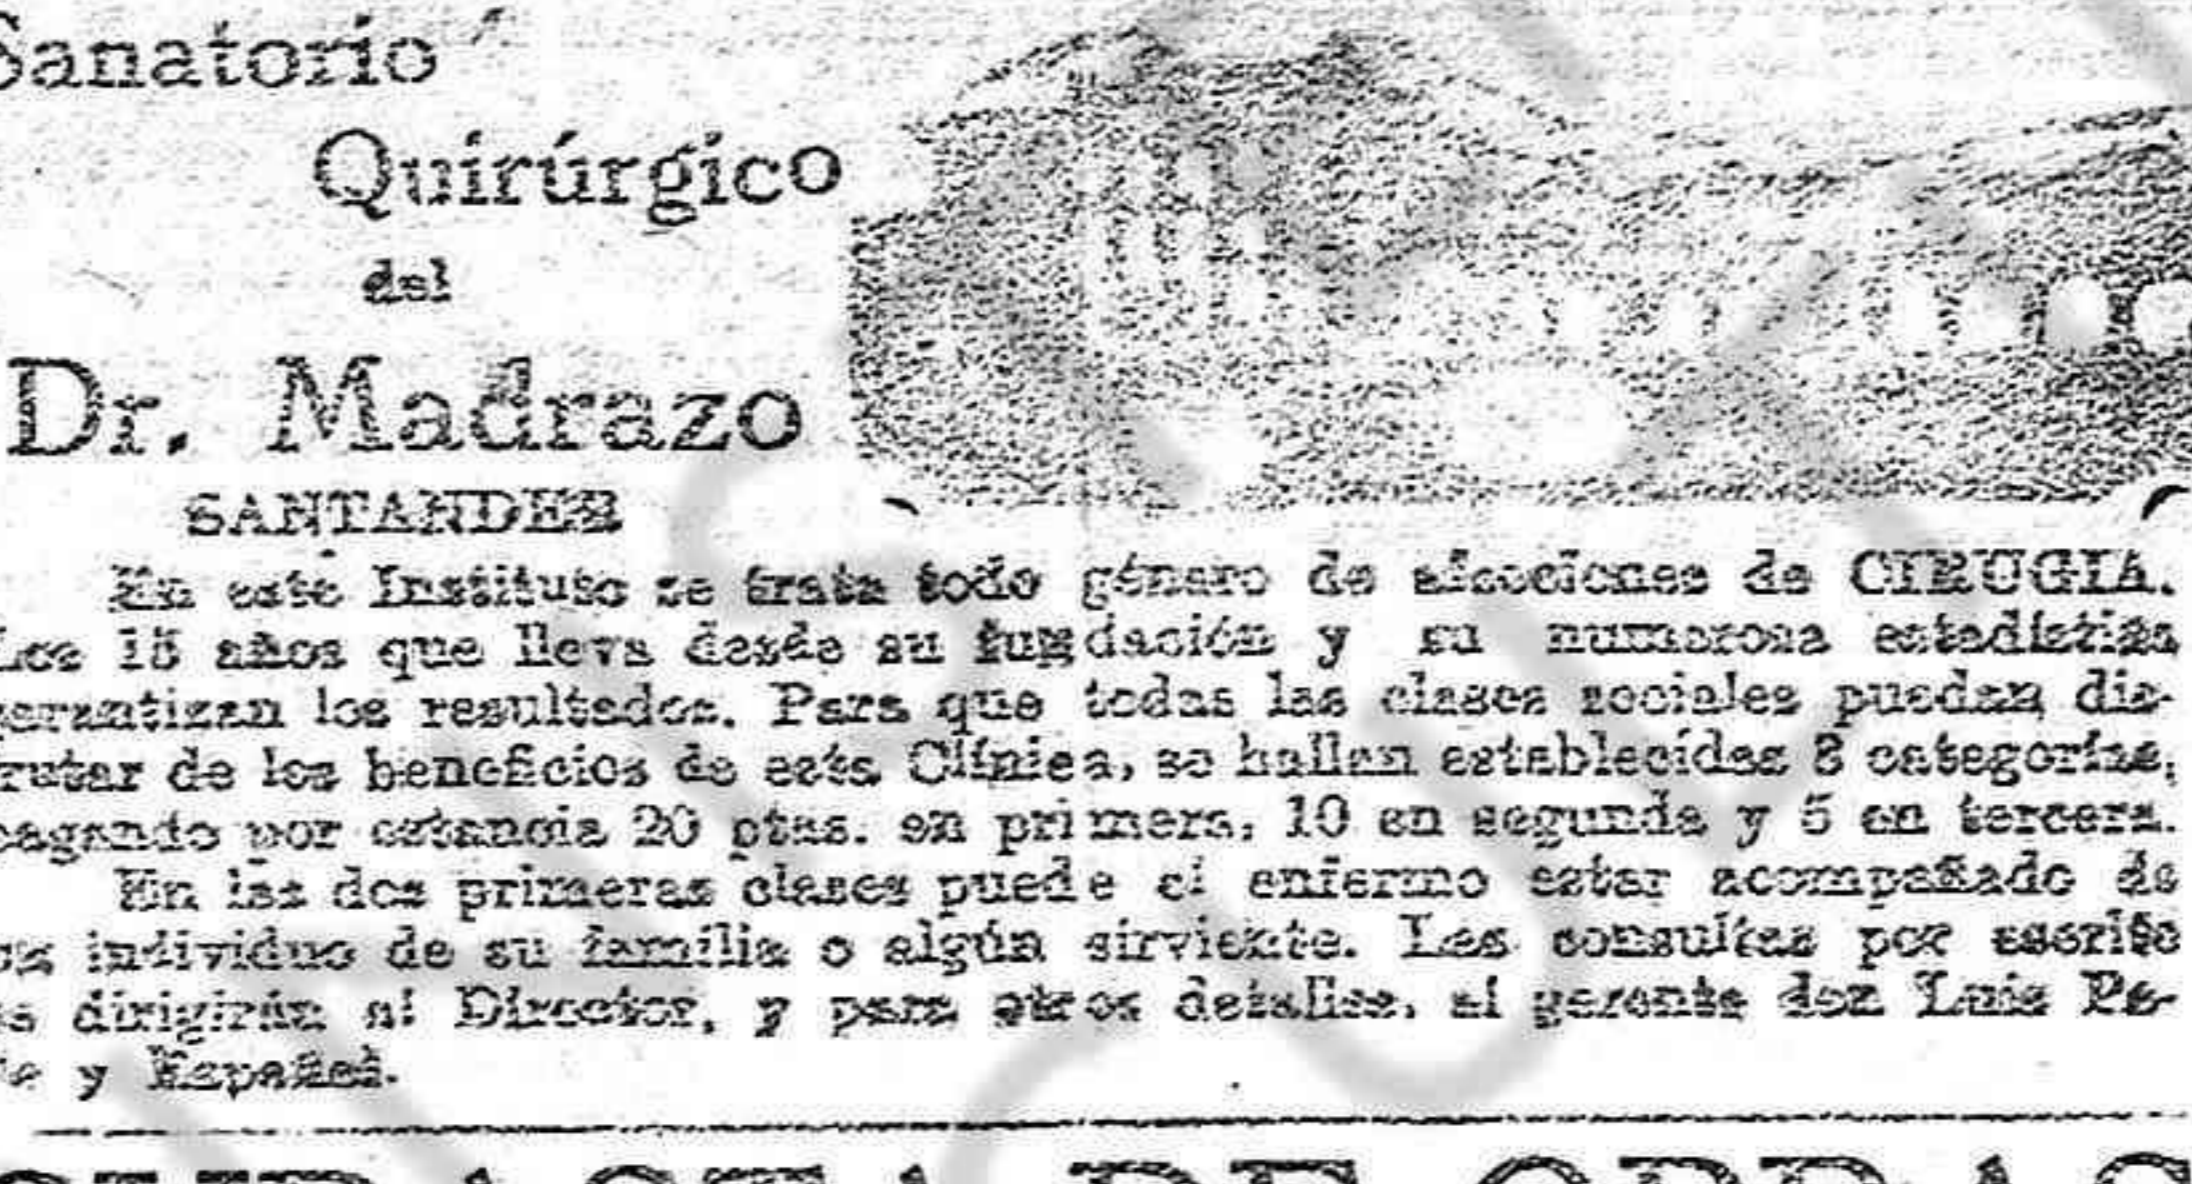 Sanatorio
Quirúrgico
del
Dr. Madrazo
SANTANDER
En este Instituto se trata todo género de afecciones de CIRUGIA.
Los 15 años que lleva desde su fundación y su numerosa estadística
garantizan los resultados. Para que todas las clases sociales puedan dis-
frutar de los beneficios de esta Clínica, se hallan establecidas 3 categorías,
pagando por estancia 20 ptas. en primera, 10 en segunda y 5 en tercera.
En las dos primeras clases puede el enfermo estar acompañado de
un individuo de su familia o algún sirviente. Las consultas por escrito
se dirigirán al Director, y para otros detalles, al gerente don Luis
y